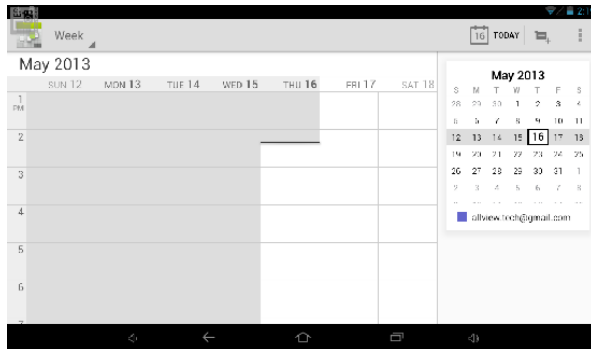 Week
16 TODAY
May 2013
SUN 12 MON 13 TUE 14 WED 15 THU 16 FRI 17 SAT 18
1
PM
2
3
4
5
6
7
May 2013
S M T W T F S
28 29 30 1 2 3 4
5 6 7 8 9 10 11
12 13 14 15 16 17 18
19 20 21 22 23 24 25
26 27 28 29 30 31 1
2 3 4 5 6 7 8
allview.tech@gmail.com